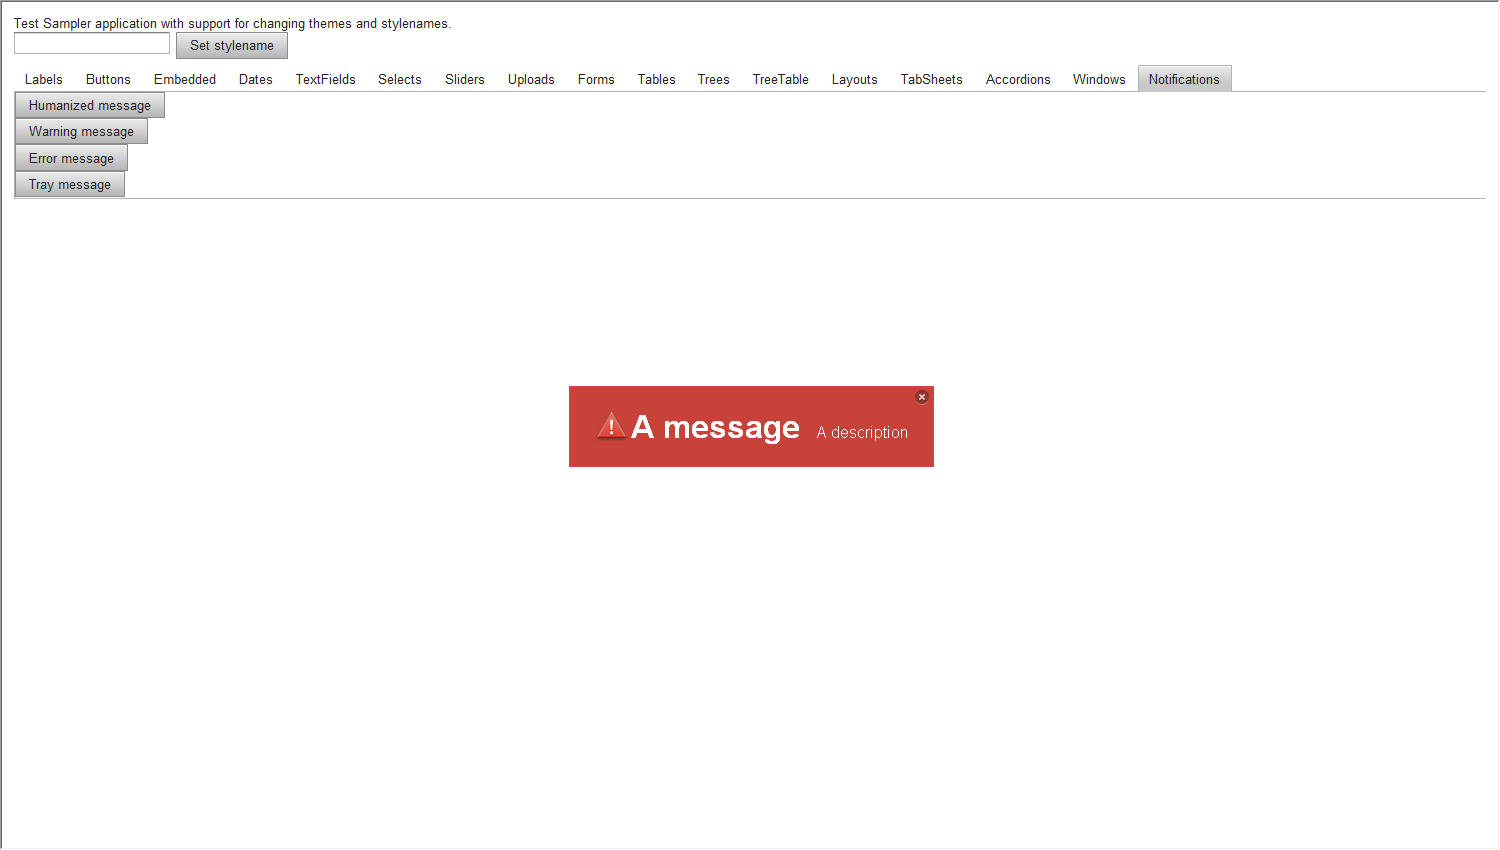 Test Sampler application with support for changing themes and stylenames.
Set stylename
Labels Buttons Embedded Dates TextFields Selects Sliders Uploads Forms Tables Trees TreeTable Layouts TabSheets Accordions Windows Notifications
Humanized message
Warning message
Error message
Tray message
A message A description